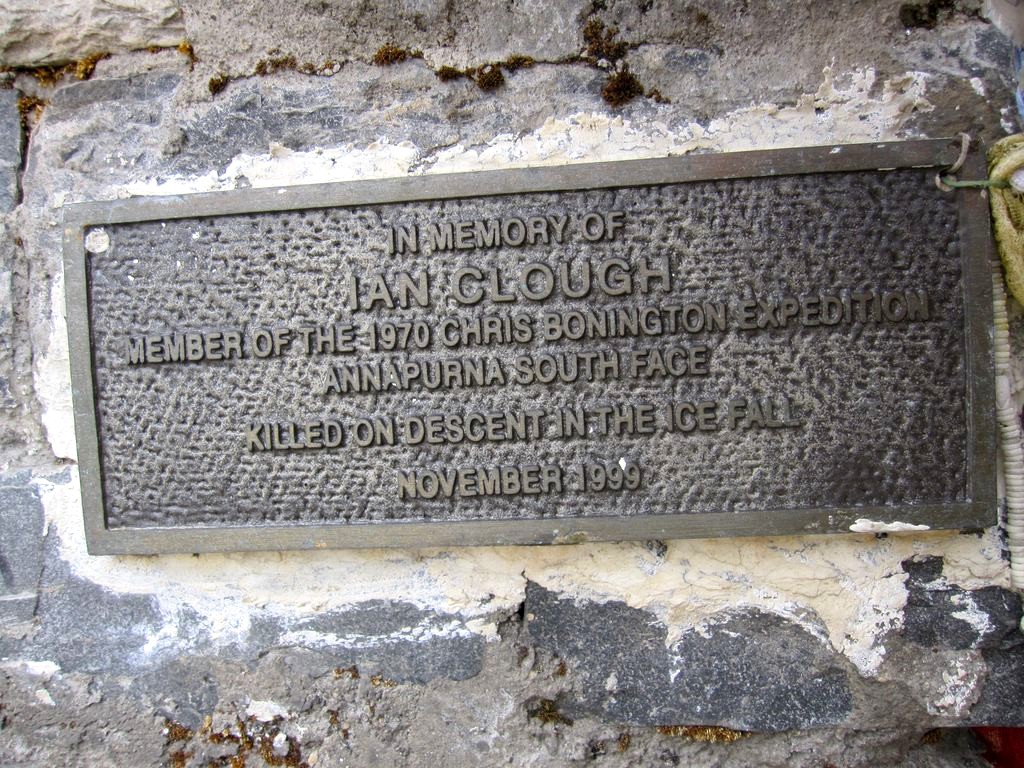 IN MEMORY OF
IAN CLOUGH
MEMBER OF THE 1970 CHRIS BONINGTON EXPEDITION
ANNAPURNA SOUTH FACE
KILLED ON DESCENT IN THE ICE FALL
NOVEMBER 1999